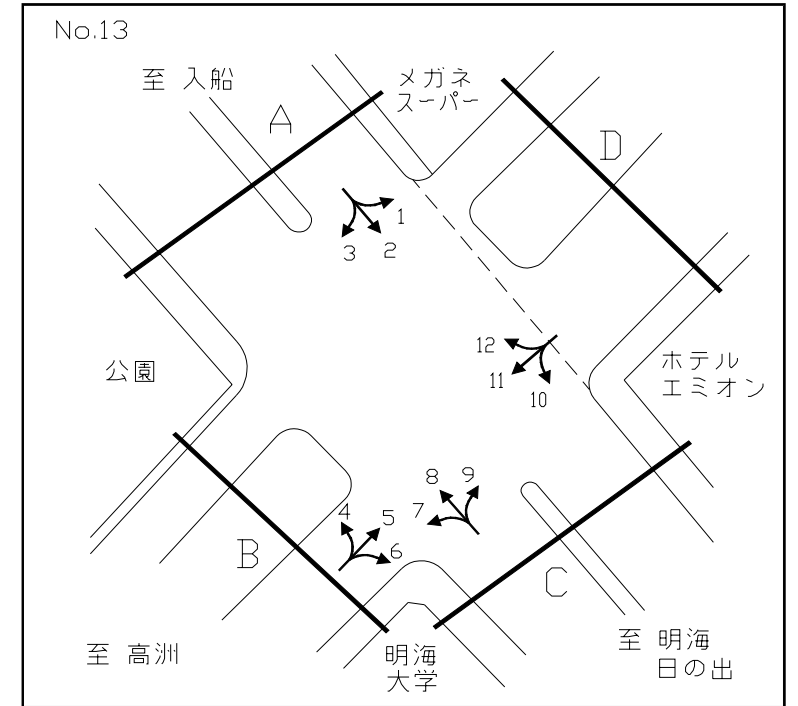 No.13
至 入船
A
メガネ
スーパー
D
1
2
3
公園
12
11
10
ホテル
エミオン
8
9
7
4
5
6
B
C
至 高洲
明海
大学
至 明海
日の出